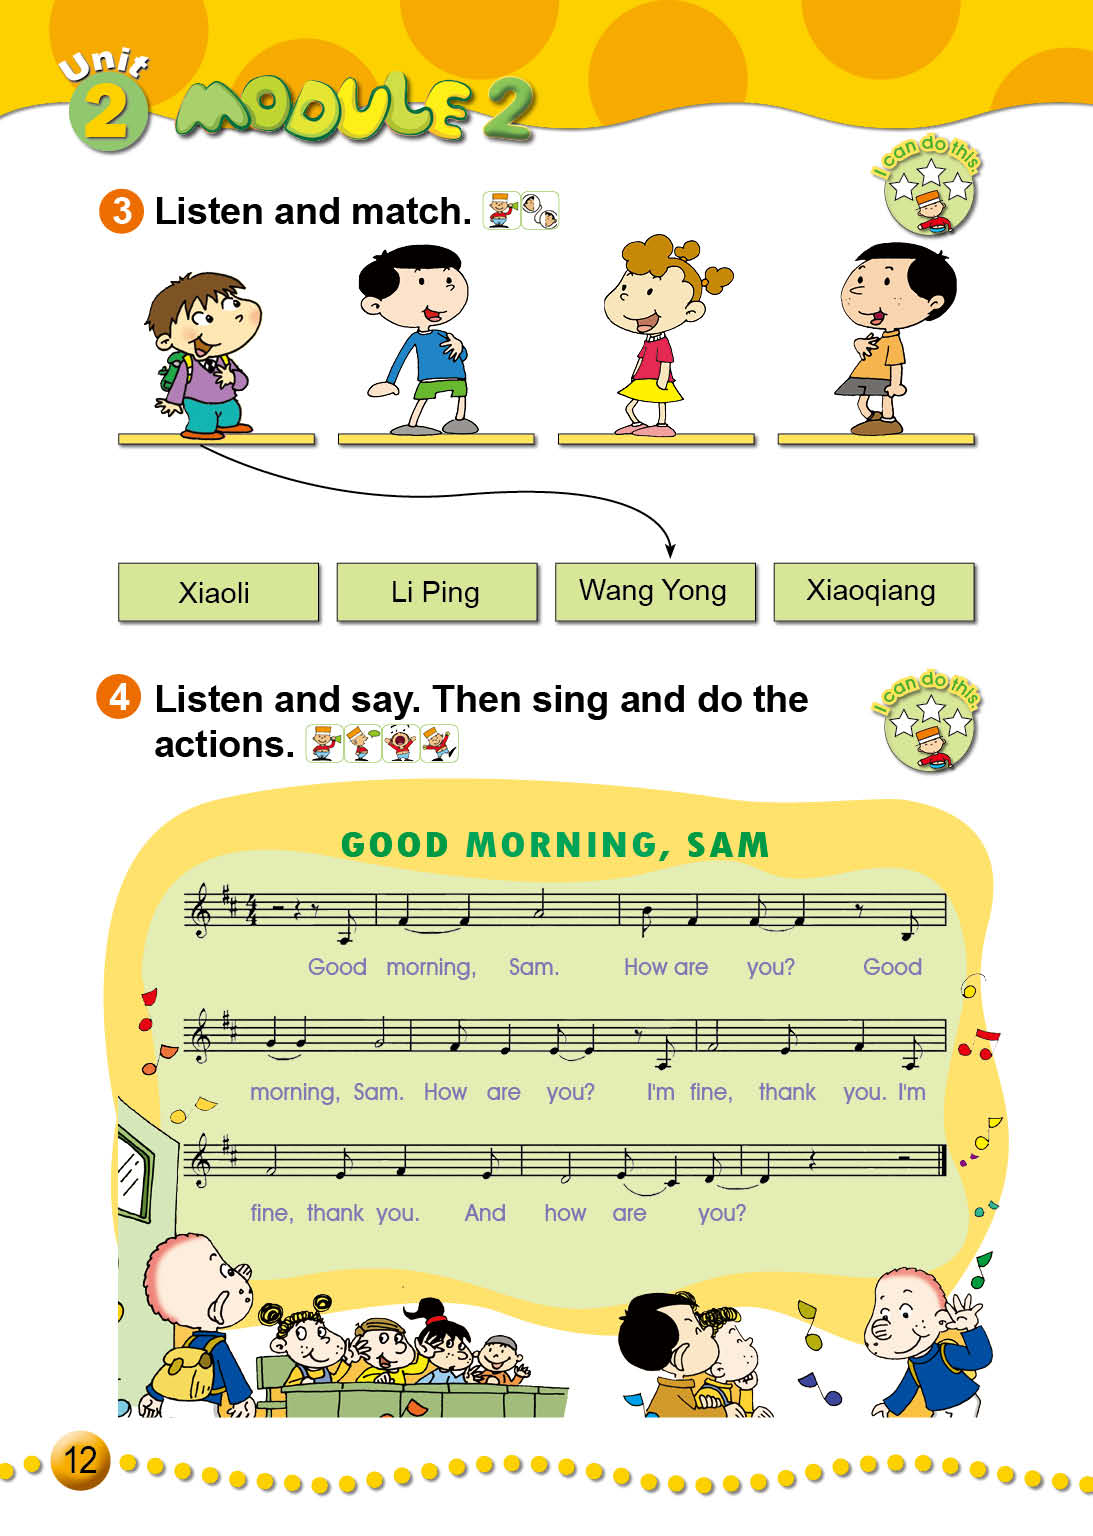 Unit
2 MODULE 2
I can do this.
3 Listen and match.
Xiaoli
Li Ping
Wang Yong
Xiaoqiang
I can do this.
4 Listen and say. Then sing and do the
actions.
GOOD MORNING, SAM
Good morning, Sam. How are you? Good
morning, Sam. How are you? I'm fine, thank you. I'm
fine, thank you. And how are you?
12